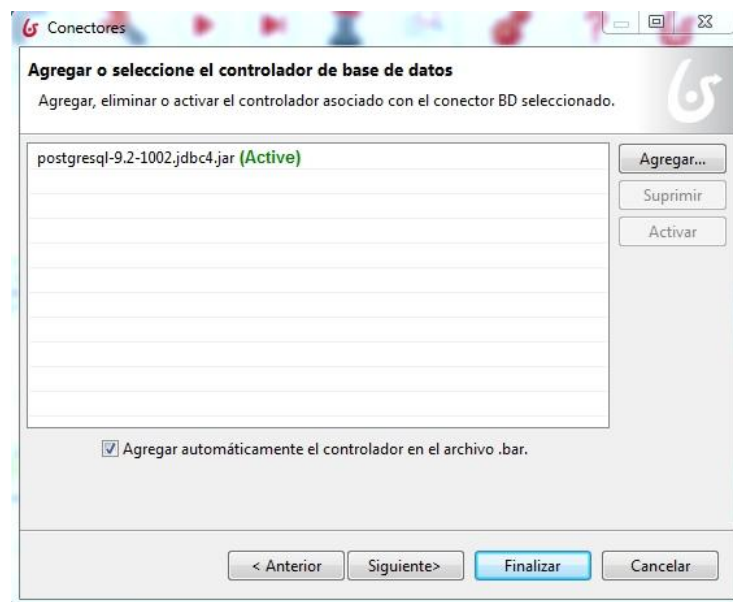 Conectores
Agregar o seleccione el controlador de base de datos
Agregar, eliminar o activar el controlador asociado con el conector BD seleccionado.
postgresql-9.2-1002.jdbc4.jar (Active)
Agregar...
Suprimir
Activar
Agregar automáticamente el controlador en el archivo .bar.
< Anterior
Siguiente>
Finalizar
Cancelar